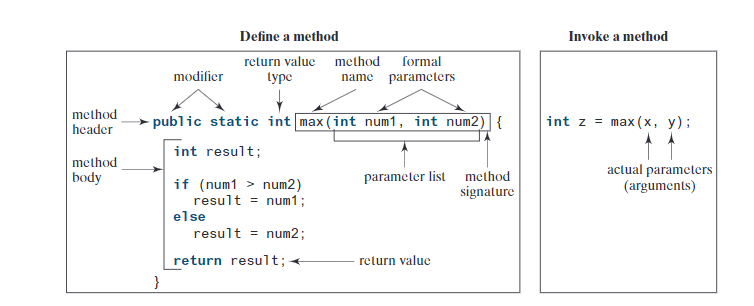 Define a method
Invoke a method
return value
type
method
name
formal
parameters
modifier
method
header
public static int max(int num1, int num2) {
int z = max(x, y);
method
body
int result;
if (num1 > num2)
result = num1;
else
result = num2;
return result;
}
parameter list
method
signature
return value
actual parameters
(arguments)